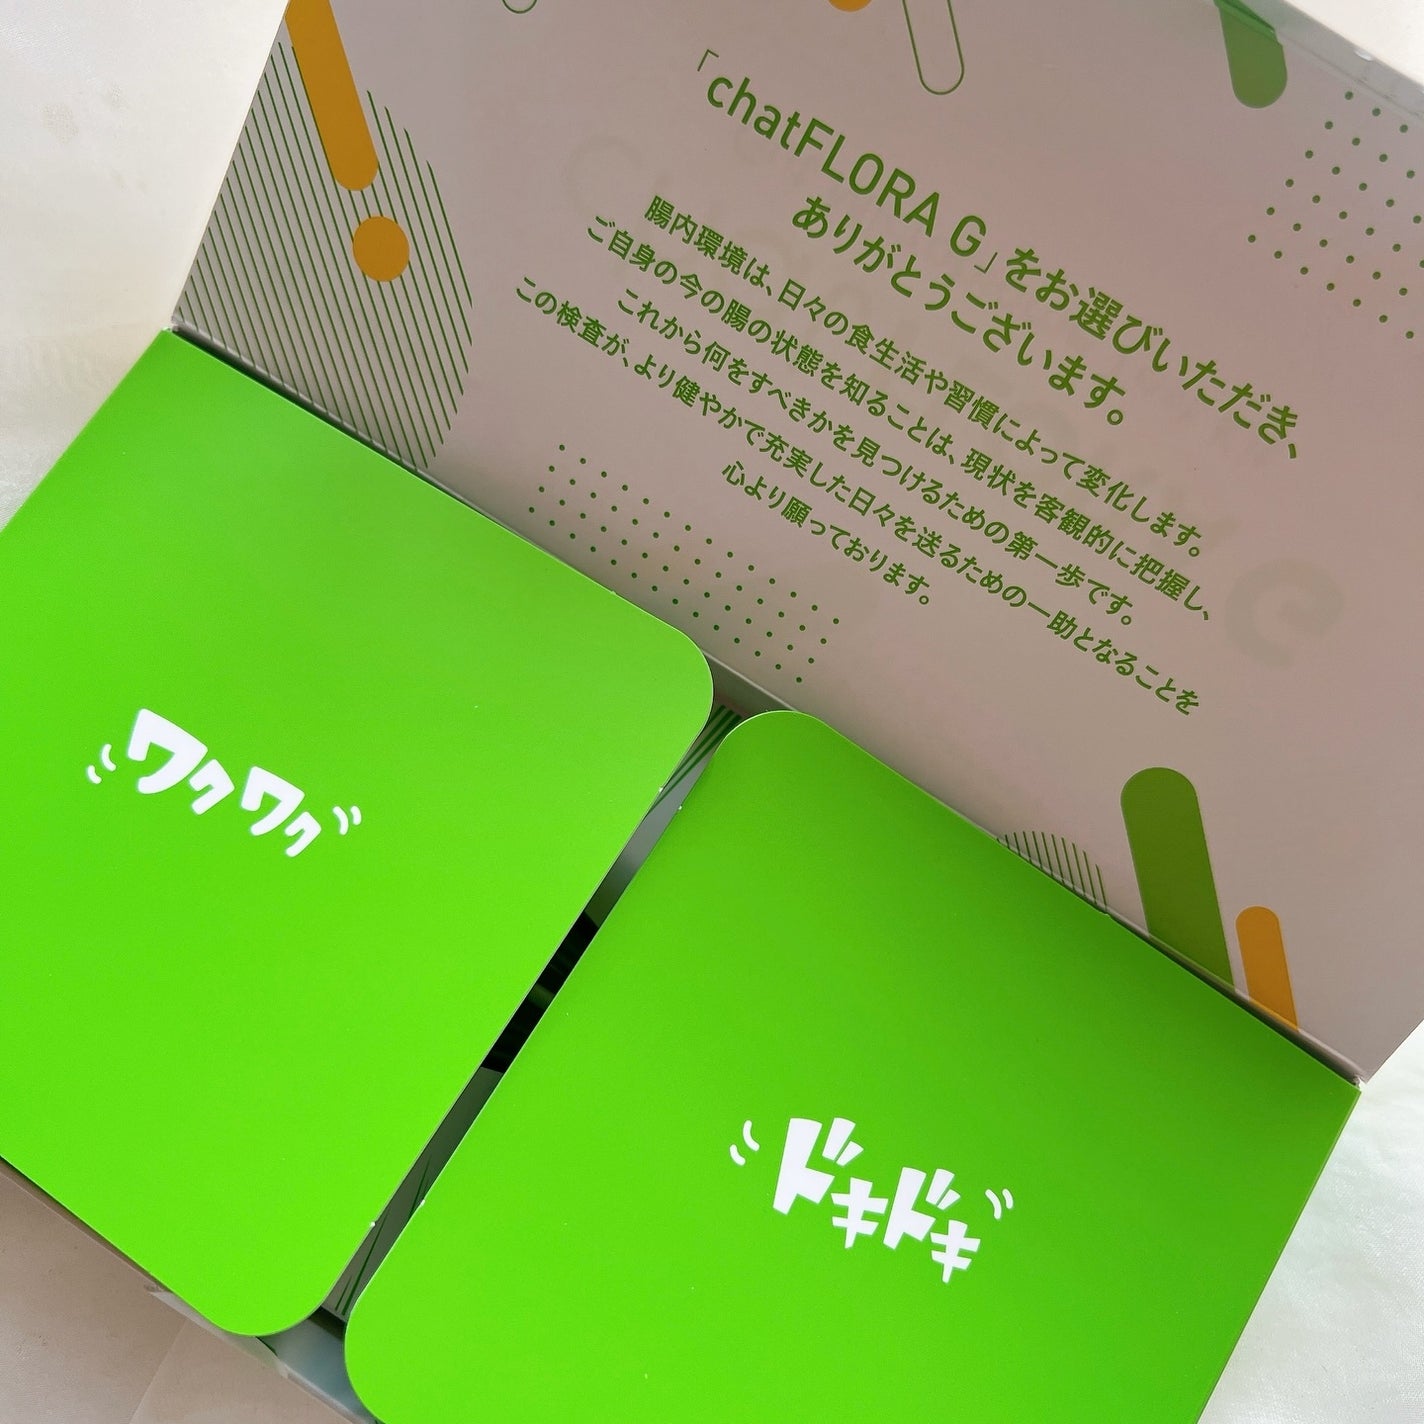 「chatFLORA G」をお選びいただき、
ありがとうございます。
腸内環境は、日々の食生活や習慣によって変化します。
ご自身の今の腸の状態を知ることは、現状を客観的に把握し、
これから何をすべきかを見つけるための第一歩です。
この検査が、より健やかで充実した日々を送るための一助となることを
心より願っております。
ワクワク
ドキドキ